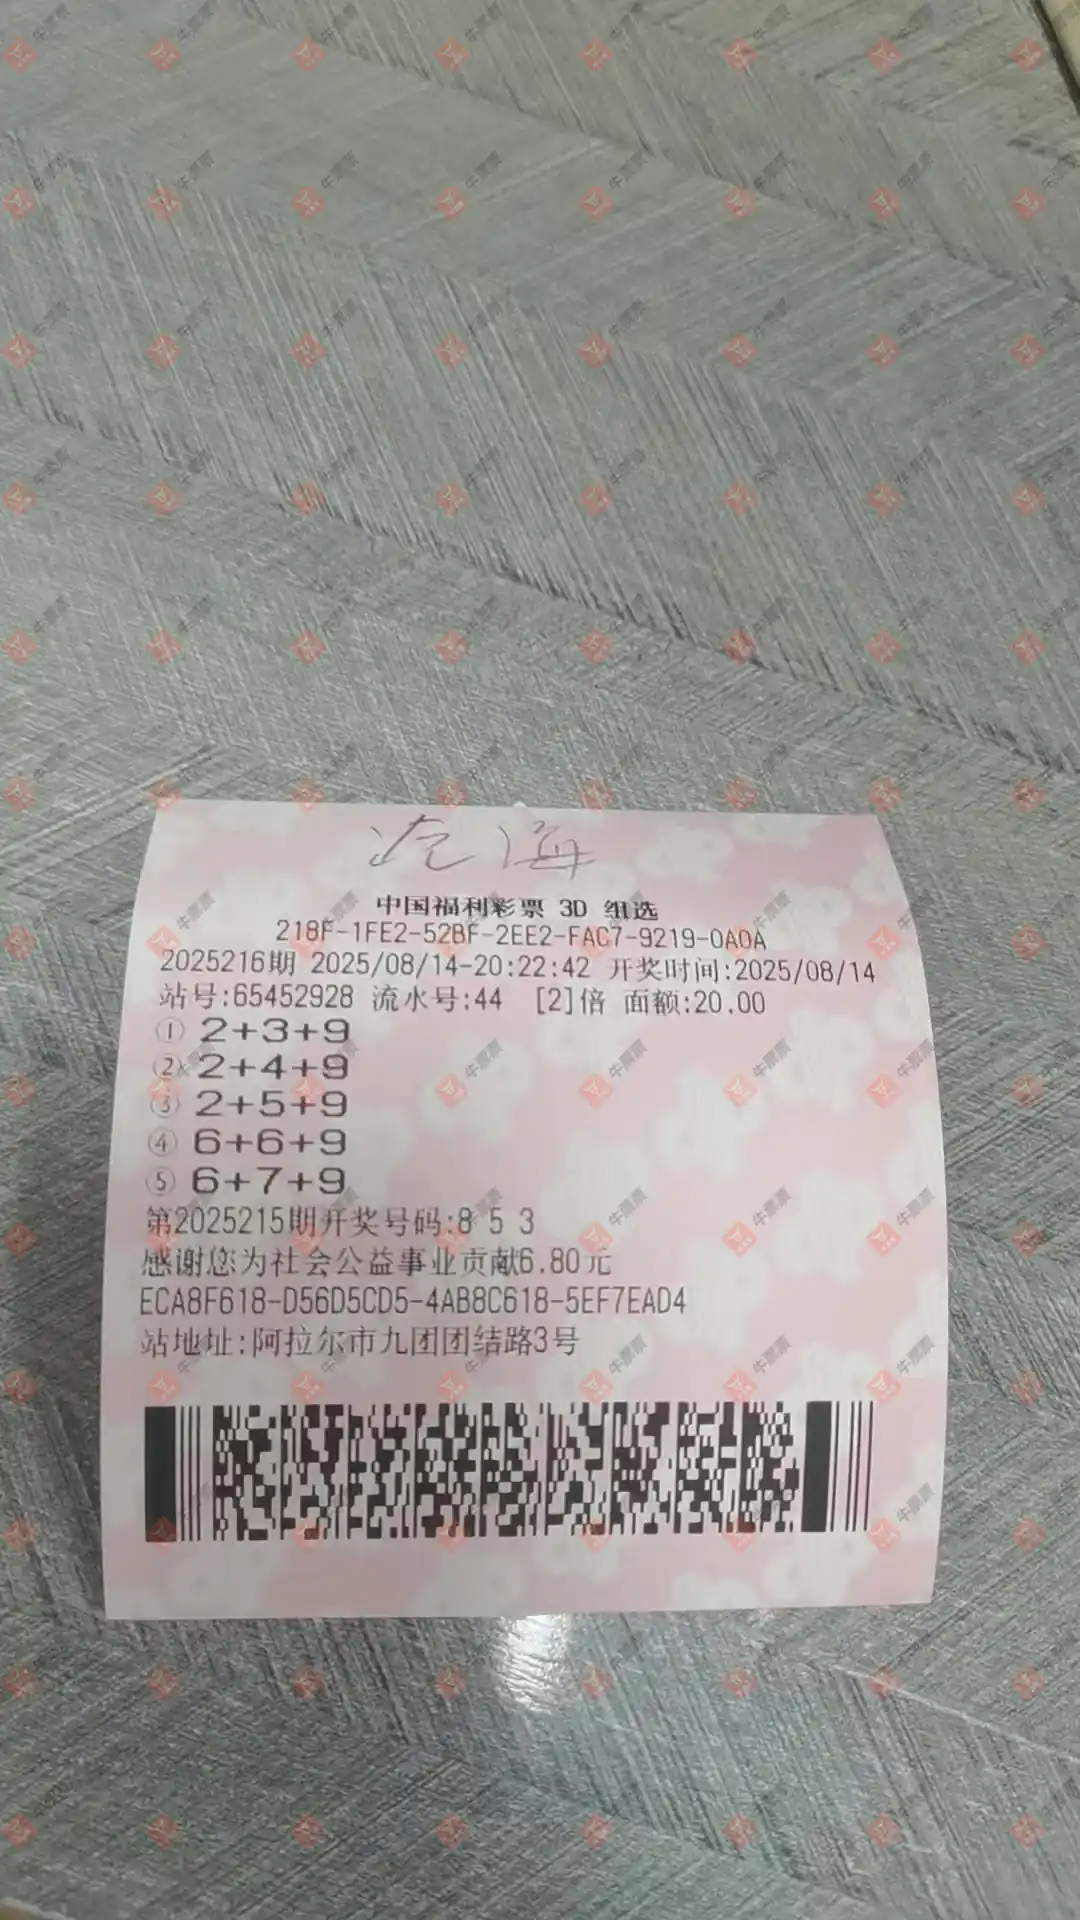 沧海
中国福利彩票 3D 组选
218F-1FE2-52BF-2EE2-FAC7-9219-0A0A
2025216期 2025/08/14-20:22:42 开奖时间:2025/08/14
站号:65452928 流水号:44 [2]倍 面额:20.00
① 2+3+9
② 2+4+9
③ 2+5+9
④ 6+6+9
⑤ 6+7+9
第2025215期开奖号码:8 5 3
感谢您为社会公益事业贡献6.80元
ECA8F618-D56D5CD5-4AB8C618-5EF7EAD4
站地址:阿拉尔市九团团结路3号
牛票票